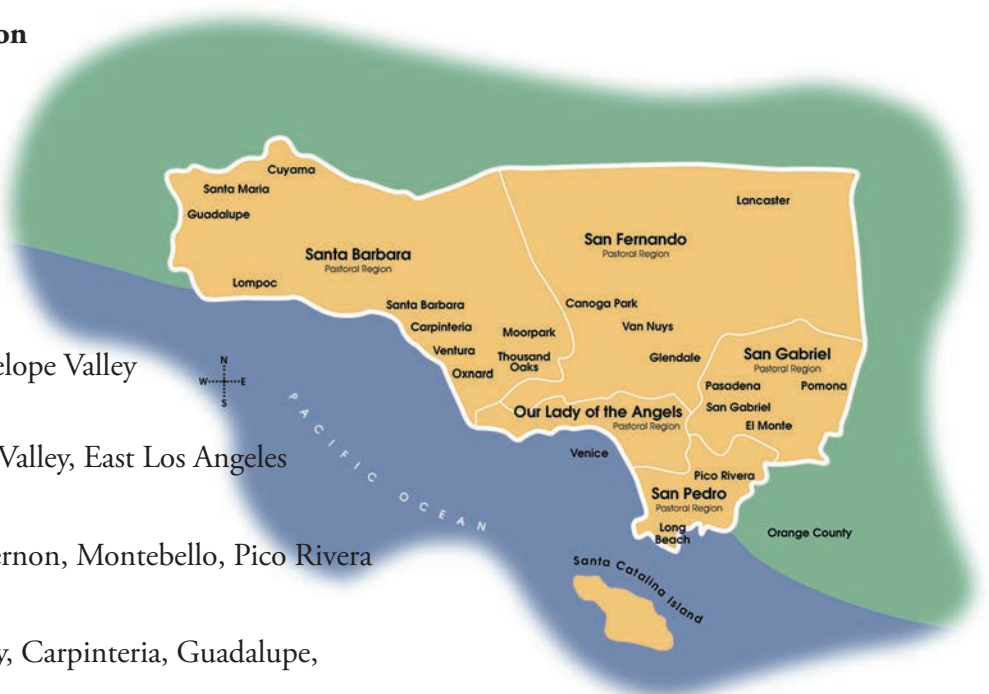 on
elope Valley
Valley, East Los Angeles
ernon, Montebello, Pico Rivera
y, Carpinteria, Guadalupe,
Cuyama
Santa Maria
Guadalupe
Lancaster
San Fernando
Pastoral Region
Santa Barbara
Pastoral Region
Lompoc
Santa Barbara
Canoga Park
Carpinteria
Moorpark
Van Nuys
Ventura
Thousand
Oaks
Oxnard
Glendale
San Gabriel
Pastoral Region
Pasadena
Pomona
San Gabriel
El Monte
Our Lady of the Angels
Pastoral Region
Venice
Pico Rivera
San Pedro
Pastoral Region
Long
Beach
Orange County
Santa Catalina Island
PACIFIC OCEAN
N
W E
S